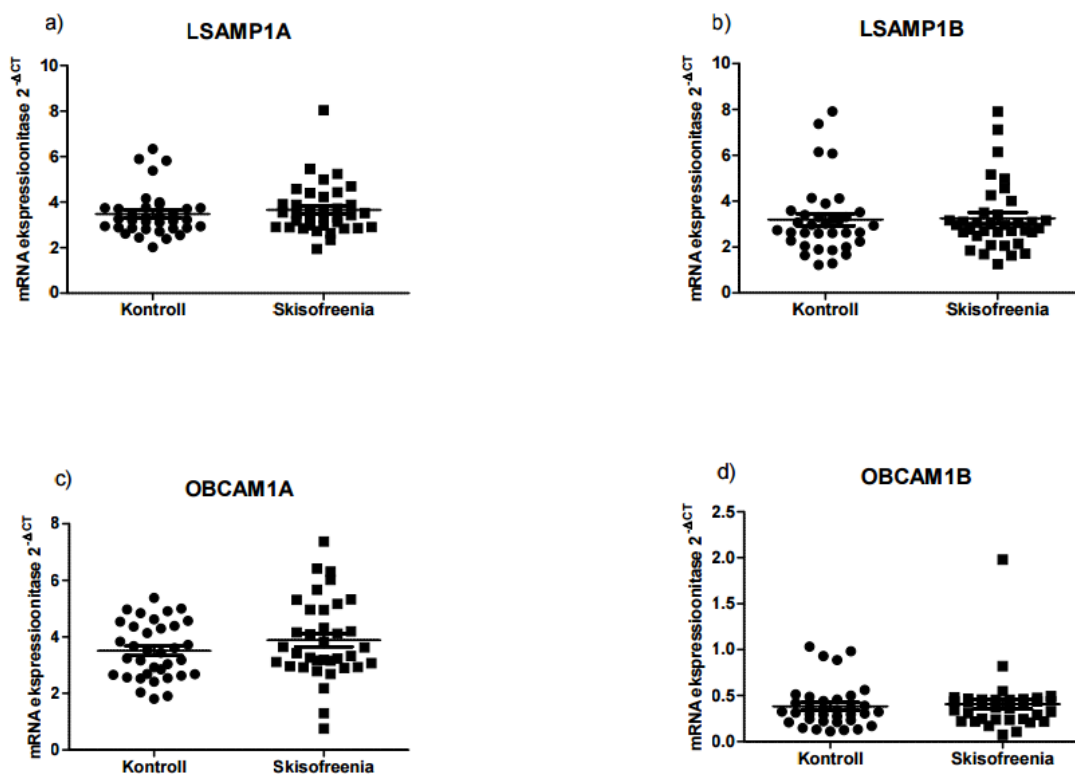 a)
LSAMP1A
mRNA ekspressioonitase 2^-ΔCT
10
8
6
4
2
0
Kontroll
Skisofreenia
b)
LSAMP1B
mRNA ekspressioonitase 2^-ΔCT
10
8
6
4
2
0
Kontroll
Skisofreenia
c)
OBCAM1A
mRNA ekspressioonitase 2^-ΔCT
8
6
4
2
0
Kontroll
Skisofreenia
d)
OBCAM1B
mRNA ekspressioonitase 2^-ΔCT
2.5
2.0
1.5
1.0
0.5
0.0
Kontroll
Skisofreenia